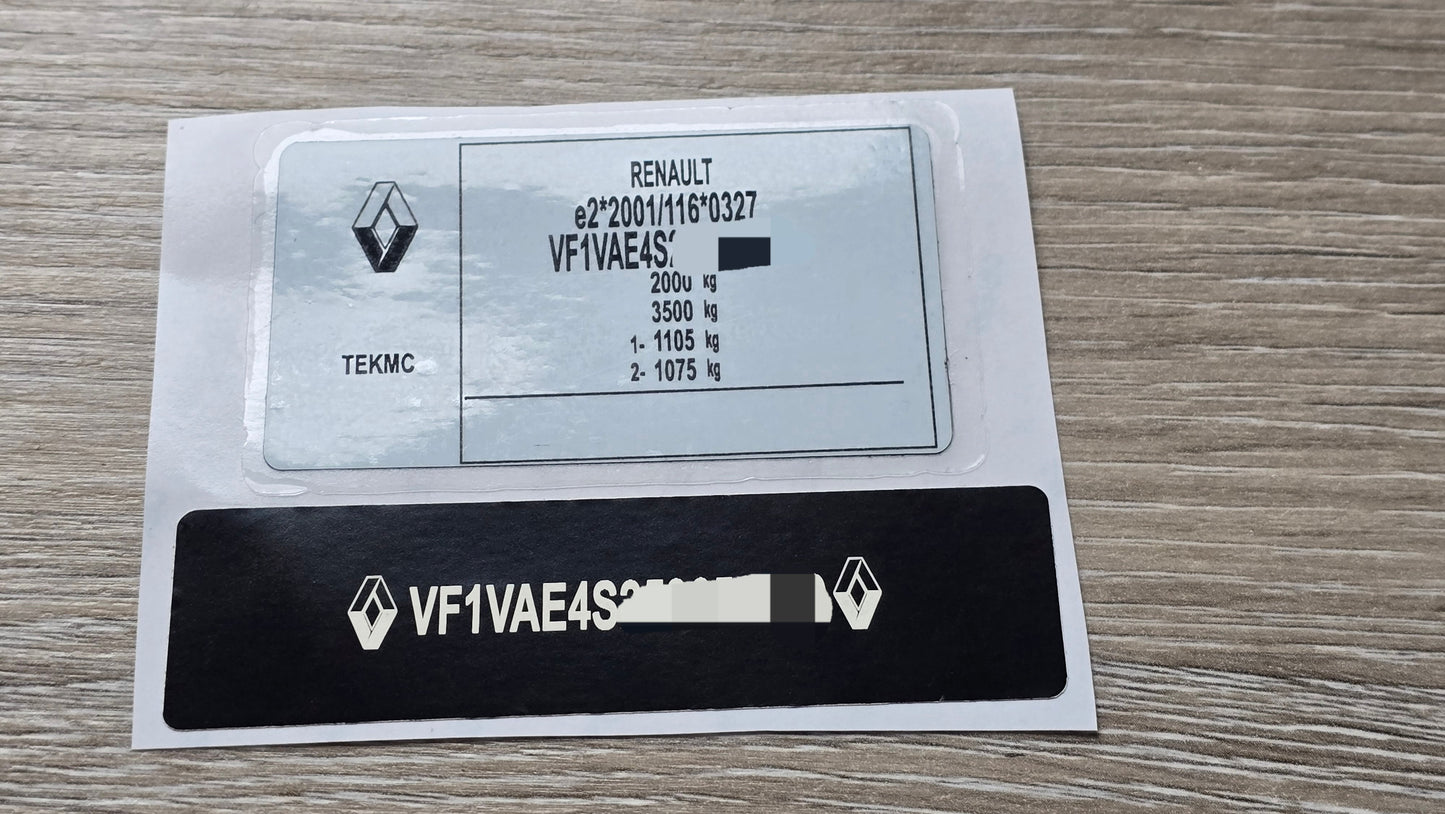 RENAULT
e2*2001/116*0327
VF1VAE4S
2000 kg
3500 kg
1- 1105 kg
2- 1075 kg
TEKMC
VF1VAE4S